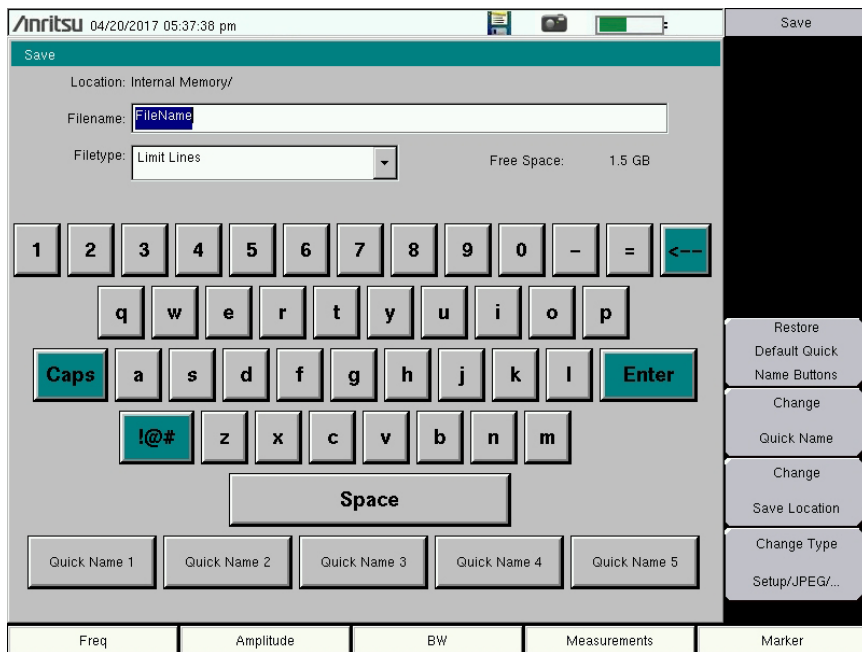 Anritsu 04/20/2017 05:37:38 pm
Save
Save
Location: Internal Memory/
Filename: FileName
Filetype: Limit Lines
Free Space: 1.5 GB
1 2 3 4 5 6 7 8 9 0 – = <--
q w e r t y u i o p
Caps a s d f g h j k l Enter
!@# z x c v b n m
Space
Quick Name 1 Quick Name 2 Quick Name 3 Quick Name 4 Quick Name 5
Restore
Default Quick
Name Buttons
Change
Quick Name
Change
Save Location
Change Type
Setup/JPEG/...
Freq Amplitude BW Measurements Marker